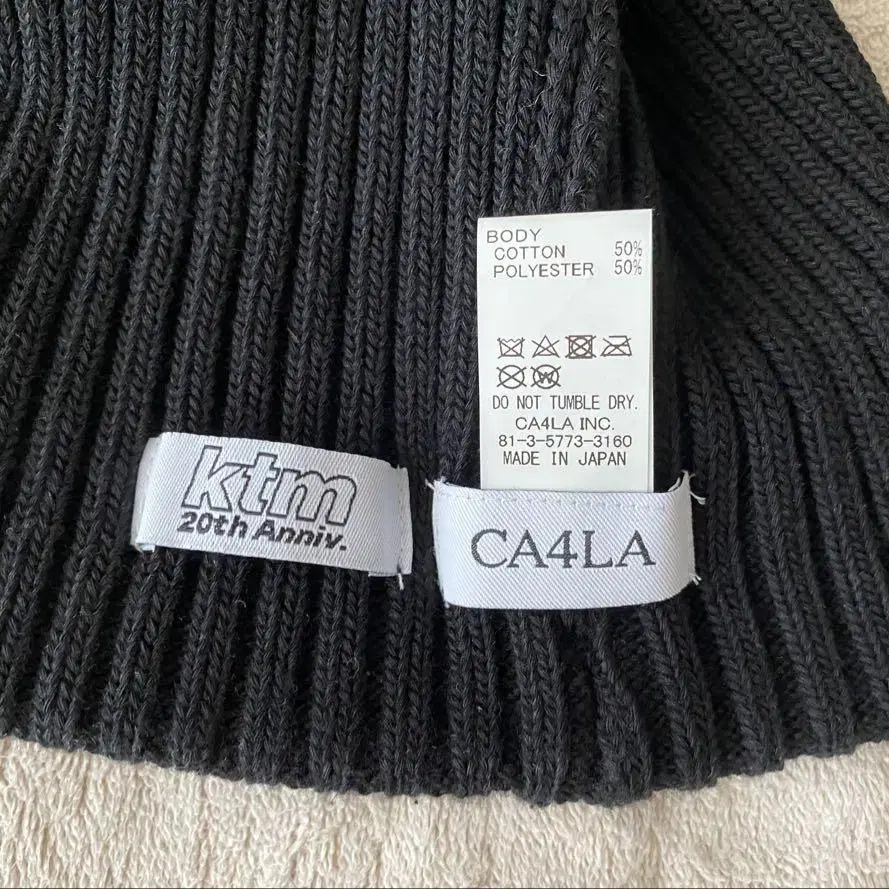 BODY
COTTON 50%
POLYESTER 50%
DO NOT TUMBLE DRY.
CA4LA INC.
81-3-5773-3160
MADE IN JAPAN
ktm
20th Anniv.
CA4LA